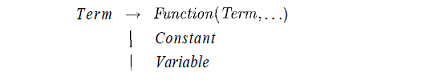 Term → Function(Term,...)
| Constant
| Variable